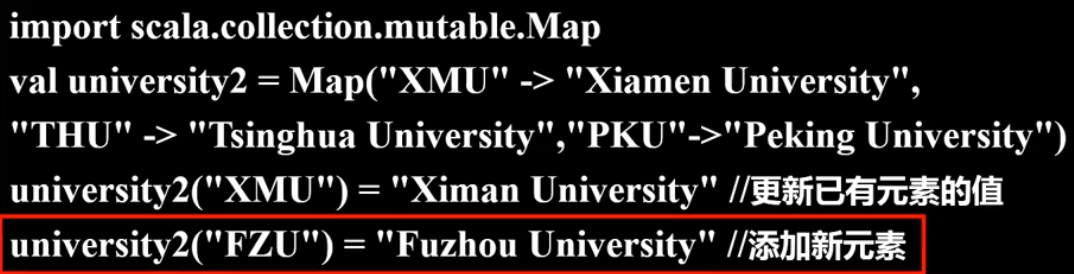 import scala.collection.mutable.Map
val university2 = Map("XMU" -> "Xiamen University",
"THU" -> "Tsinghua University","PKU"->"Peking University")
university2("XMU") = "Ximan University" //更新已有元素的值
university2("FZU") = "Fuzhou University" //添加新元素